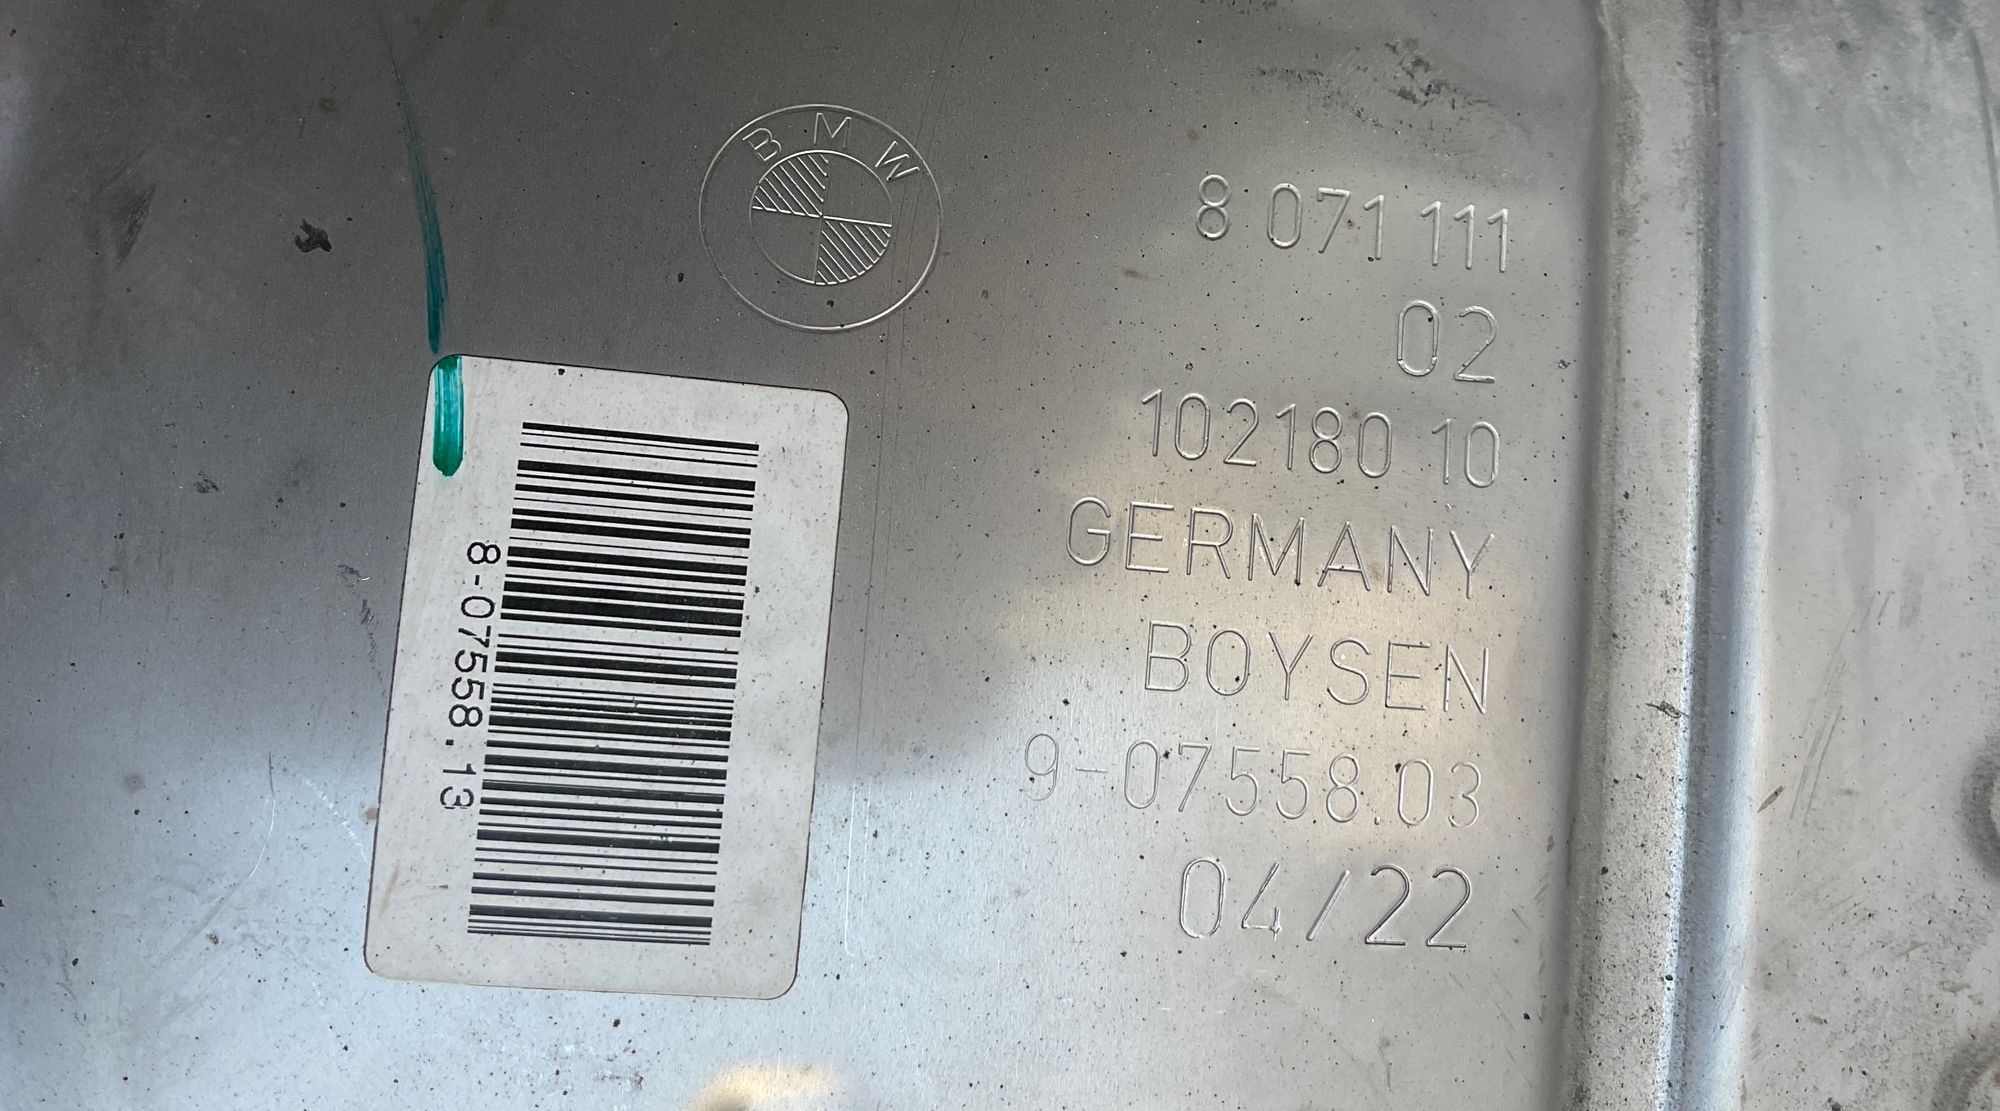 BMW
8 071 111
02
102180 10
GERMANY
BOYSEN
9-07558.03
04/22
8-07558.13